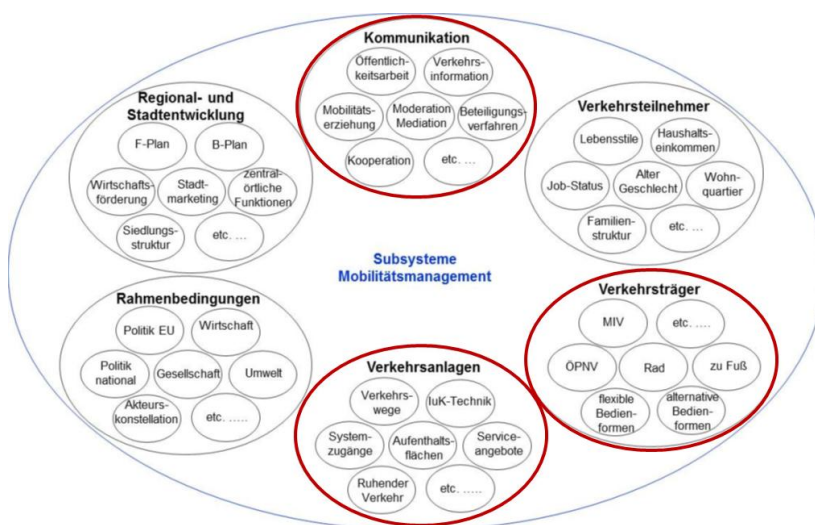 Kommunikation
Öffentlich-
keitsarbeit
Verkehrs-
information
Mobilitäts-
erziehung
Moderation
Mediation
Beteiligungs-
verfahren
Kooperation
etc. ...
Regional- und
Stadtentwicklung
F-Plan
B-Plan
Wirtschafts-
förderung
Stadt-
marketing
zentral-
örtliche
Funktionen
Siedlungs-
struktur
etc. ....
Verkehrsteilnehmer
Lebensstile
Haushalts-
einkommen
Job-Status
Alter
Geschlecht
Wohn-
quartier
Familien-
struktur
etc. ...
Subsysteme
Mobilitätsmanagement
Rahmenbedingungen
Politik EU
Wirtschaft
Politik
national
Gesellschaft
Umwelt
Akteurs-
konstellation
etc. .....
Verkehrsanlagen
Verkehrs-
wege
IuK-Technik
System-
zugänge
Aufenthalts-
flächen
Service-
angebote
Ruhender
Verkehr
etc. .....
Verkehrsträger
MIV
etc. ....
ÖPNV
Rad
zu Fuß
flexible
Bedien-
formen
alternative
Bedien-
formen